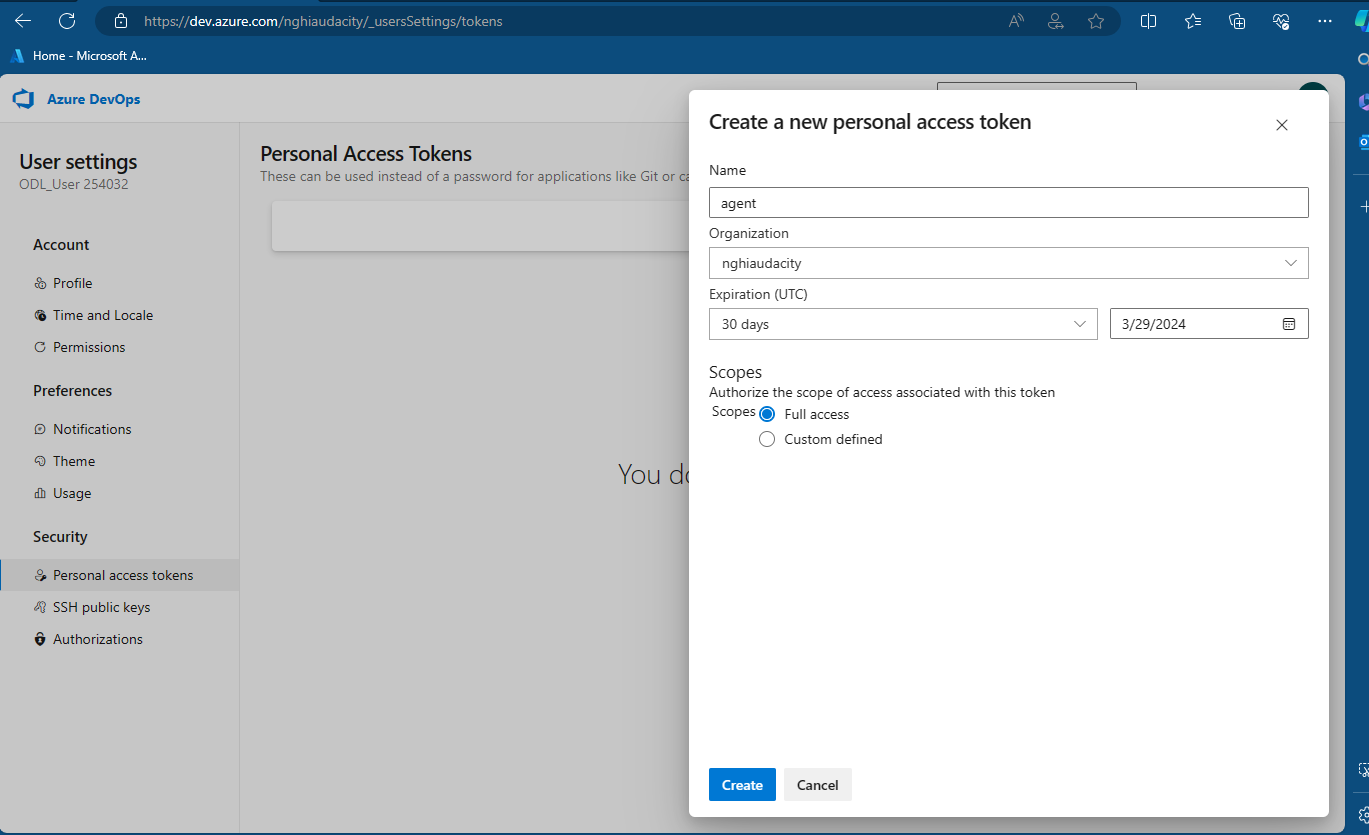 https://dev.azure.com/nghiaudacity/_usersSettings/tokens
Home - Microsoft A...
Azure DevOps
User settings
ODL_User 254032
Account
Profile
Time and Locale
Permissions
Preferences
Notifications
Theme
Usage
Security
Personal access tokens
SSH public keys
Authorizations
Personal Access Tokens
These can be used instead of a password for applications like Git or ca
You do
Create a new personal access token
Name
agent
Organization
nghiaudacity
Expiration (UTC)
30 days
3/29/2024
Scopes
Authorize the scope of access associated with this token
Scopes
Full access
Custom defined
Create
Cancel